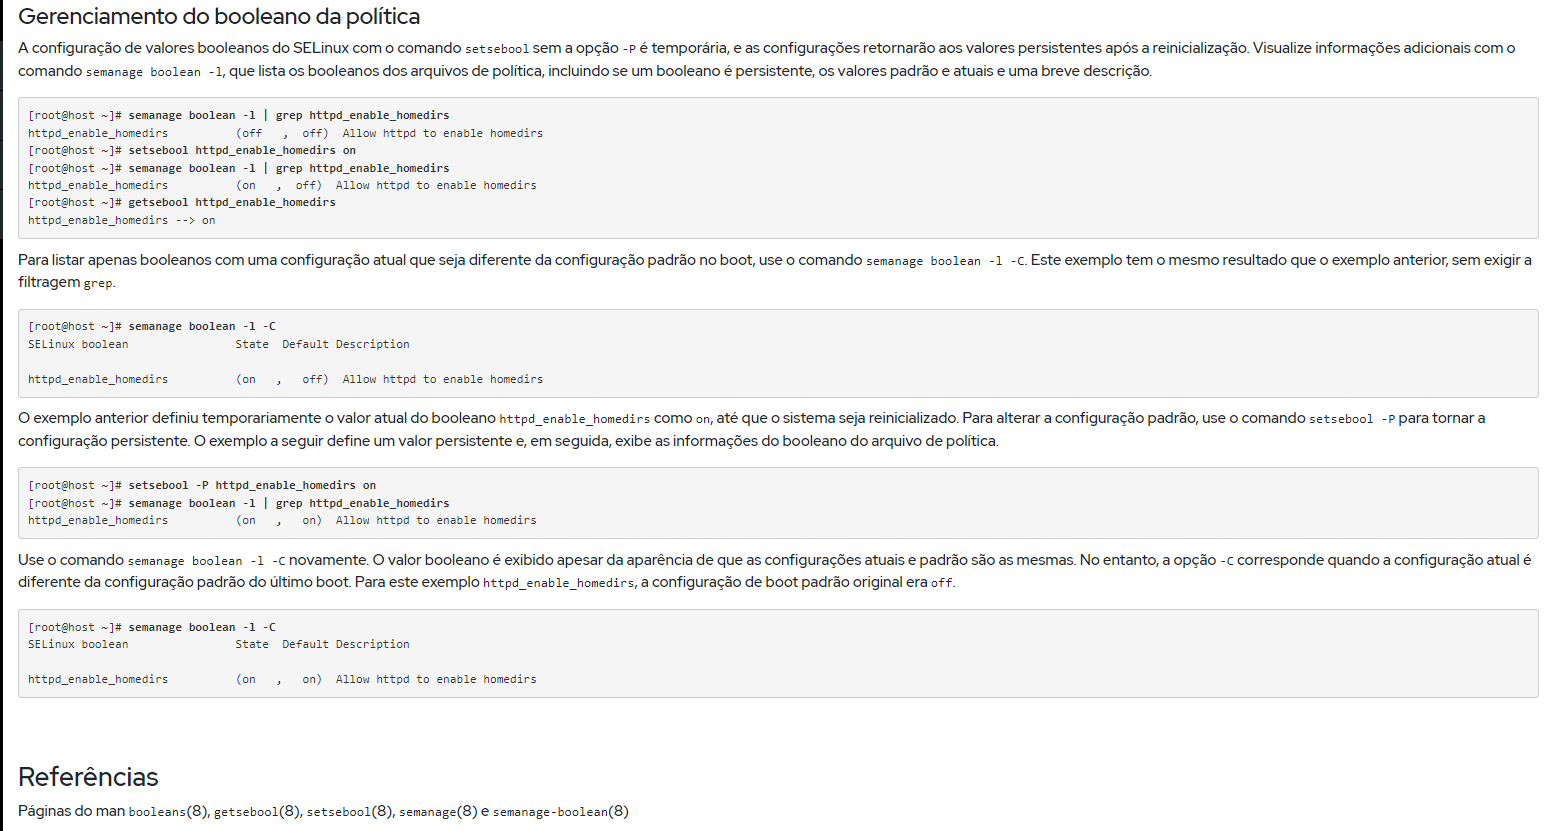 Gerenciamento do booleano da política
A configuração de valores booleanos do SELinux com o comando setsebool sem a opção -P é temporária, e as configurações retornarão aos valores persistentes após a reinicialização. Visualize informações adicionais com o
comando semanage boolean -l, que lista os booleanos dos arquivos de política, incluindo se um booleano é persistente, os valores padrão e atuais e uma breve descrição.
[root@host ~]# semanage boolean -l | grep httpd_enable_homedirs
httpd_enable_homedirs          (off   ,  off)  Allow httpd to enable homedirs
[root@host ~]# setsebool httpd_enable_homedirs on
[root@host ~]# semanage boolean -l | grep httpd_enable_homedirs
httpd_enable_homedirs          (on   ,  off)  Allow httpd to enable homedirs
[root@host ~]# getsebool httpd_enable_homedirs
httpd_enable_homedirs --> on
Para listar apenas booleanos com uma configuração atual que seja diferente da configuração padrão no boot, use o comando semanage boolean -l -C. Este exemplo tem o mesmo resultado que o exemplo anterior, sem exigir a
filtragem grep.
[root@host ~]# semanage boolean -l -C
SELinux boolean                State  Default Description
httpd_enable_homedirs          (on   ,   off)  Allow httpd to enable homedirs
O exemplo anterior definiu temporariamente o valor atual do booleano httpd_enable_homedirs como on, até que o sistema seja reinicializado. Para alterar a configuração padrão, use o comando setsebool -P para tornar a
configuração persistente. O exemplo a seguir define um valor persistente e, em seguida, exibe as informações do booleano do arquivo de política.
[root@host ~]# setsebool -P httpd_enable_homedirs on
[root@host ~]# semanage boolean -l | grep httpd_enable_homedirs
httpd_enable_homedirs          (on   ,   on)  Allow httpd to enable homedirs
Use o comando semanage boolean -l -C novamente. O valor booleano é exibido apesar da aparência de que as configurações atuais e padrão são as mesmas. No entanto, a opção -C corresponde quando a configuração atual é
diferente da configuração padrão do último boot. Para este exemplo httpd_enable_homedirs, a configuração de boot padrão original era off.
[root@host ~]# semanage boolean -l -C
SELinux boolean                State  Default Description
httpd_enable_homedirs          (on   ,   on)  Allow httpd to enable homedirs
Referências
Páginas do man booleans(8), getsebool(8), setsebool(8), semanage(8) e semanage-boolean(8)